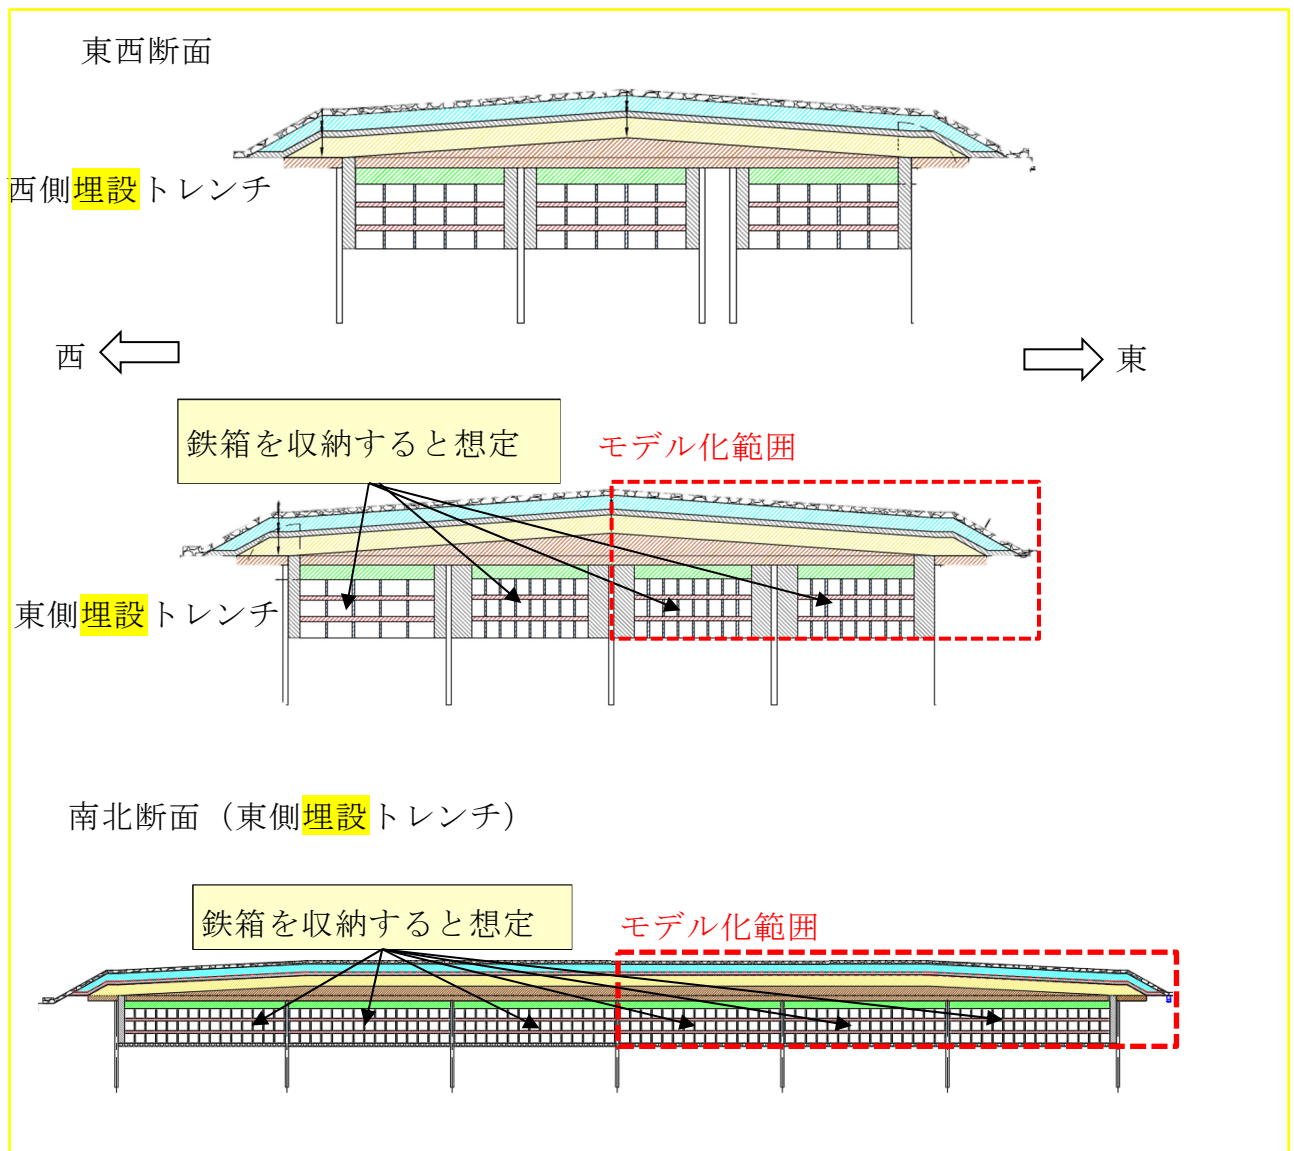 東西断面
西側埋設トレンチ
西
東
鉄箱を収納すると想定
モデル化範囲
東側埋設トレンチ
南北断面（東側埋設トレンチ）
鉄箱を収納すると想定
モデル化範囲